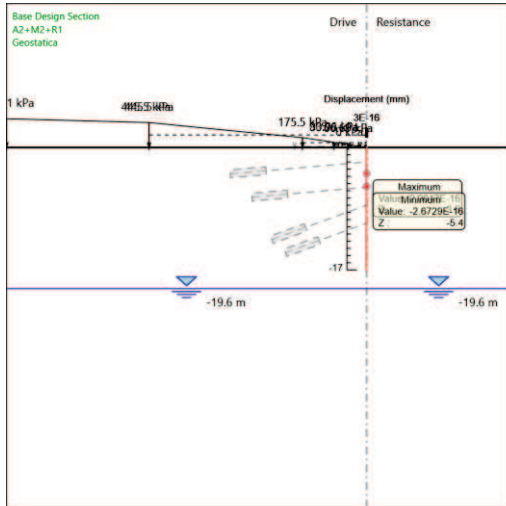 Base Design Section
A2+M2+R1
Geostatica
Drive
Resistance
Displacement (mm)
3E-16
1 kPa
175.5 kPa
Maximum
Minimum
Value: -2.6729E-16
Z
-5.4
-17
-19.6 m
-19.6 m